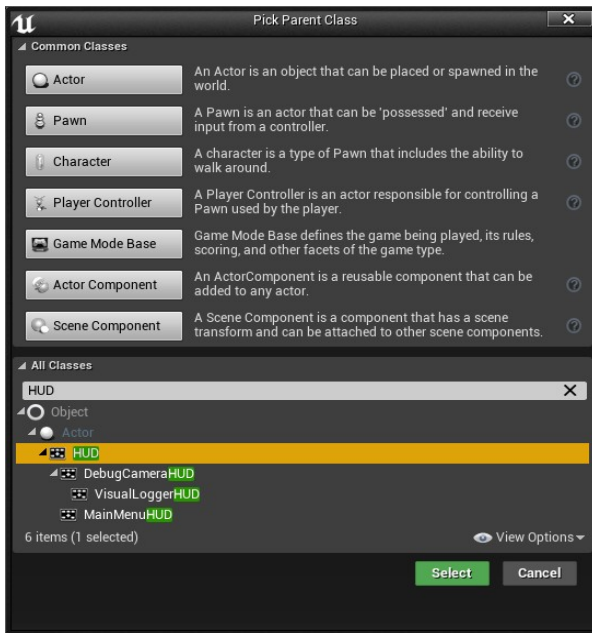 Pick Parent Class
Common Classes
Actor
An Actor is an object that can be placed or spawned in the
world.
Pawn
A Pawn is an actor that can be 'possessed' and receive
input from a controller.
Character
A character is a type of Pawn that includes the ability to
walk around.
Player Controller
A Player Controller is an actor responsible for controlling a
Pawn used by the player.
Game Mode Base
Game Mode Base defines the game being played, its rules,
scoring, and other facets of the game type.
Actor Component
An ActorComponent is a reusable component that can be
added to any actor.
Scene Component
A Scene Component is a component that has a scene
transform and can be attached to other scene components.
All Classes
HUD
Object
Actor
HUD
DebugCameraHUD
VisualLoggerHUD
MainMenuHUD
6 items (1 selected)
View Options
Select
Cancel